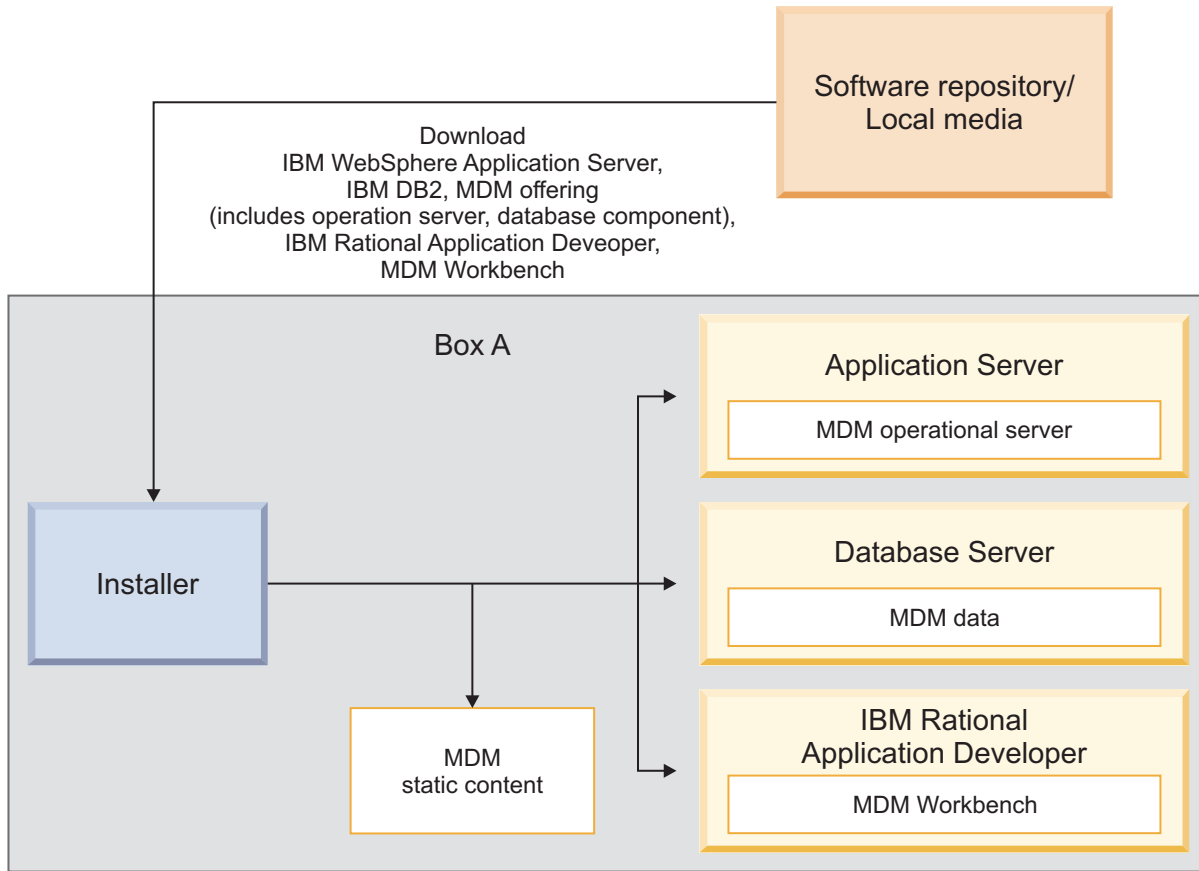 Software repository/
Local media
Download
IBM WebSphere Application Server,
IBM DB2, MDM offering
(includes operation server, database component),
IBM Rational Application Deveoper,
MDM Workbench
Box A
Application Server
MDM operational server
Installer
Database Server
MDM data
MDM
static content
IBM Rational
Application Developer
MDM Workbench